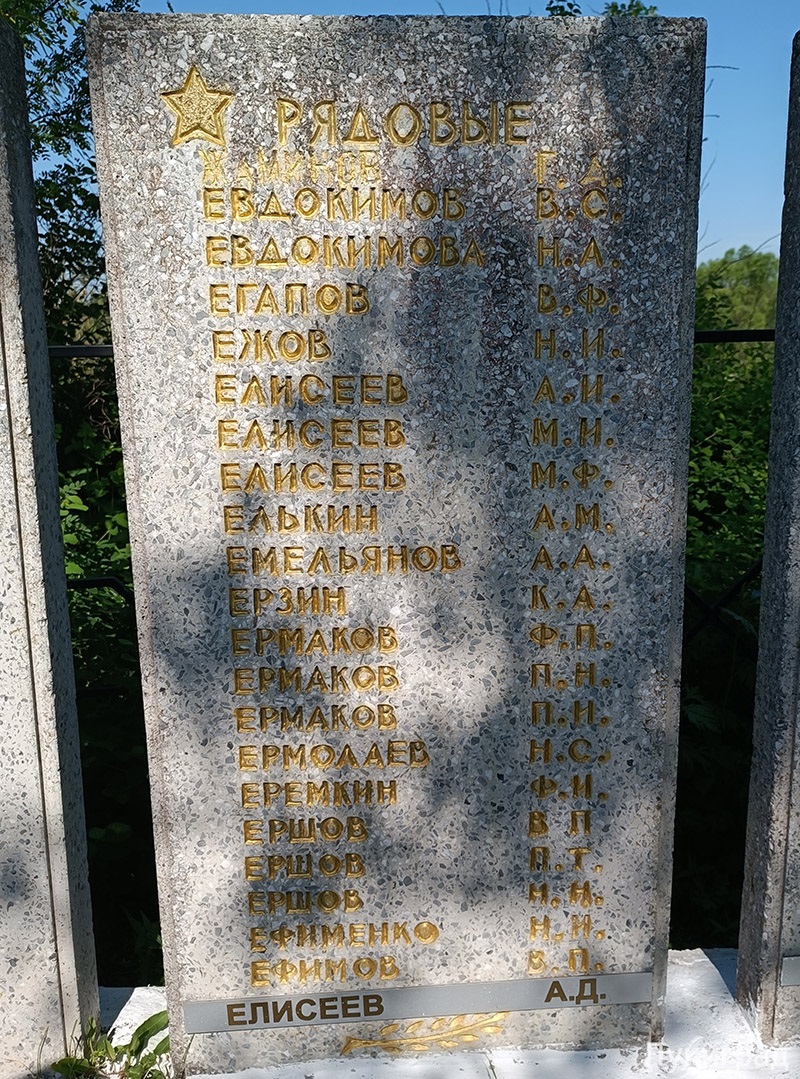 РЯДОВЫЕ
ЖАМИНОВ Г.А.
ЕВДОКИМОВ В.С.
ЕВДОКИМОВА Н.А.
ЕГАПОВ В.Ф.
ЕЖОВ Н.И.
ЕЛИСЕЕВ А.И.
ЕЛИСЕЕВ М.Н.
ЕЛИСЕЕВ М.Ф.
ЕЛЬКИН А.М.
ЕМЕЛЬЯНОВ А.А.
ЕРЗИН К.А.
ЕРМАКОВ Ф.П.
ЕРМАКОВ П.Н.
ЕРМАКОВ П.И.
ЕРМОЛАЕВ Н.С.
ЕРЕМКИН Ф.И.
ЕРШОВ В П
ЕРШОВ П.Т.
ЕРШОВ
ЕФИМЕНКО Н.Н.
ЕФИМОВ В.П.
ЕЛИСЕЕВ А.Д.